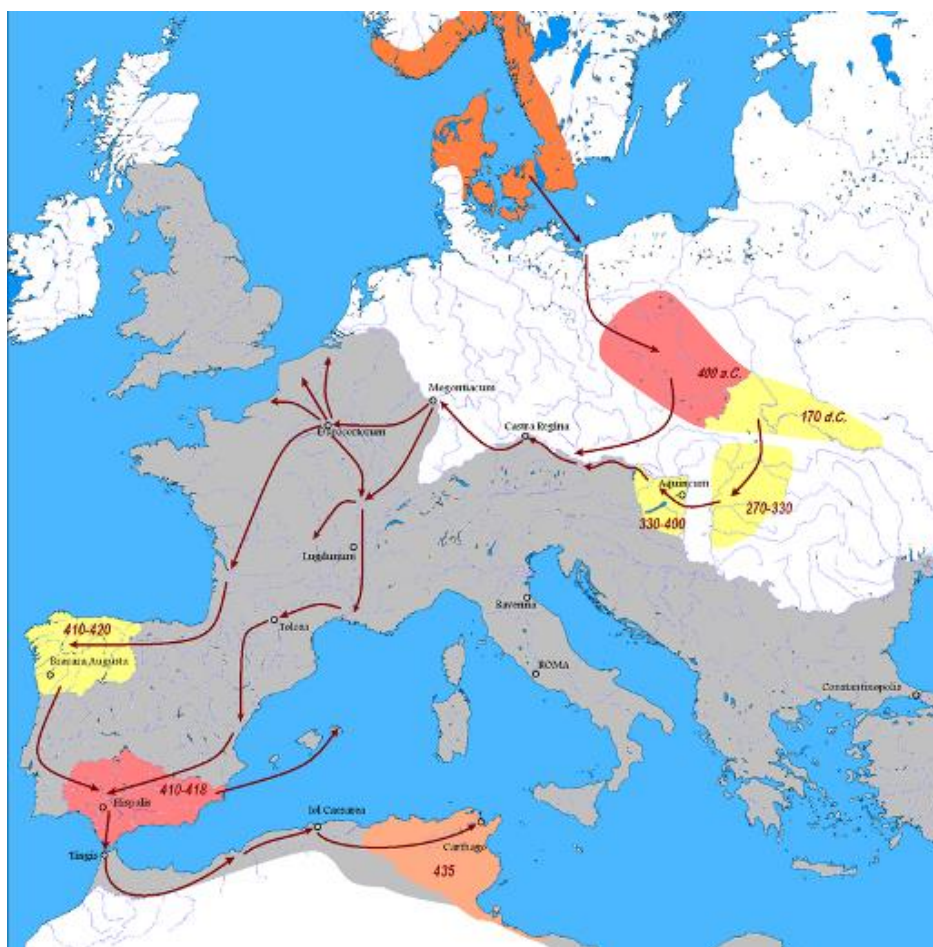 400 a.C.
170 d.C.
Mogontiacum
Castra Regina
Aquincum
270-330
330-400
Lugdunum
Ravenna
Tolosa
410-420
Bracara Augusta
ROMA
Constantinopolis
410-418
Hispalis
Iol Caesarea
Carthago
Tingis
435